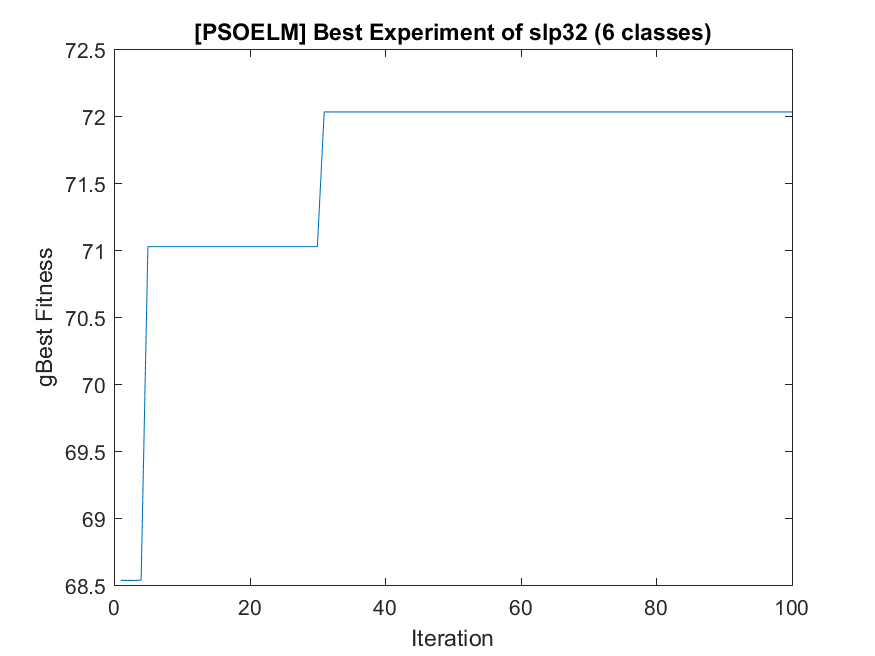 [PSOELM] Best Experiment of slp32 (6 classes)
72.5
72
71.5
71
70.5
70
69.5
69
68.5
gBest Fitness
0 20 40 60 80 100
Iteration